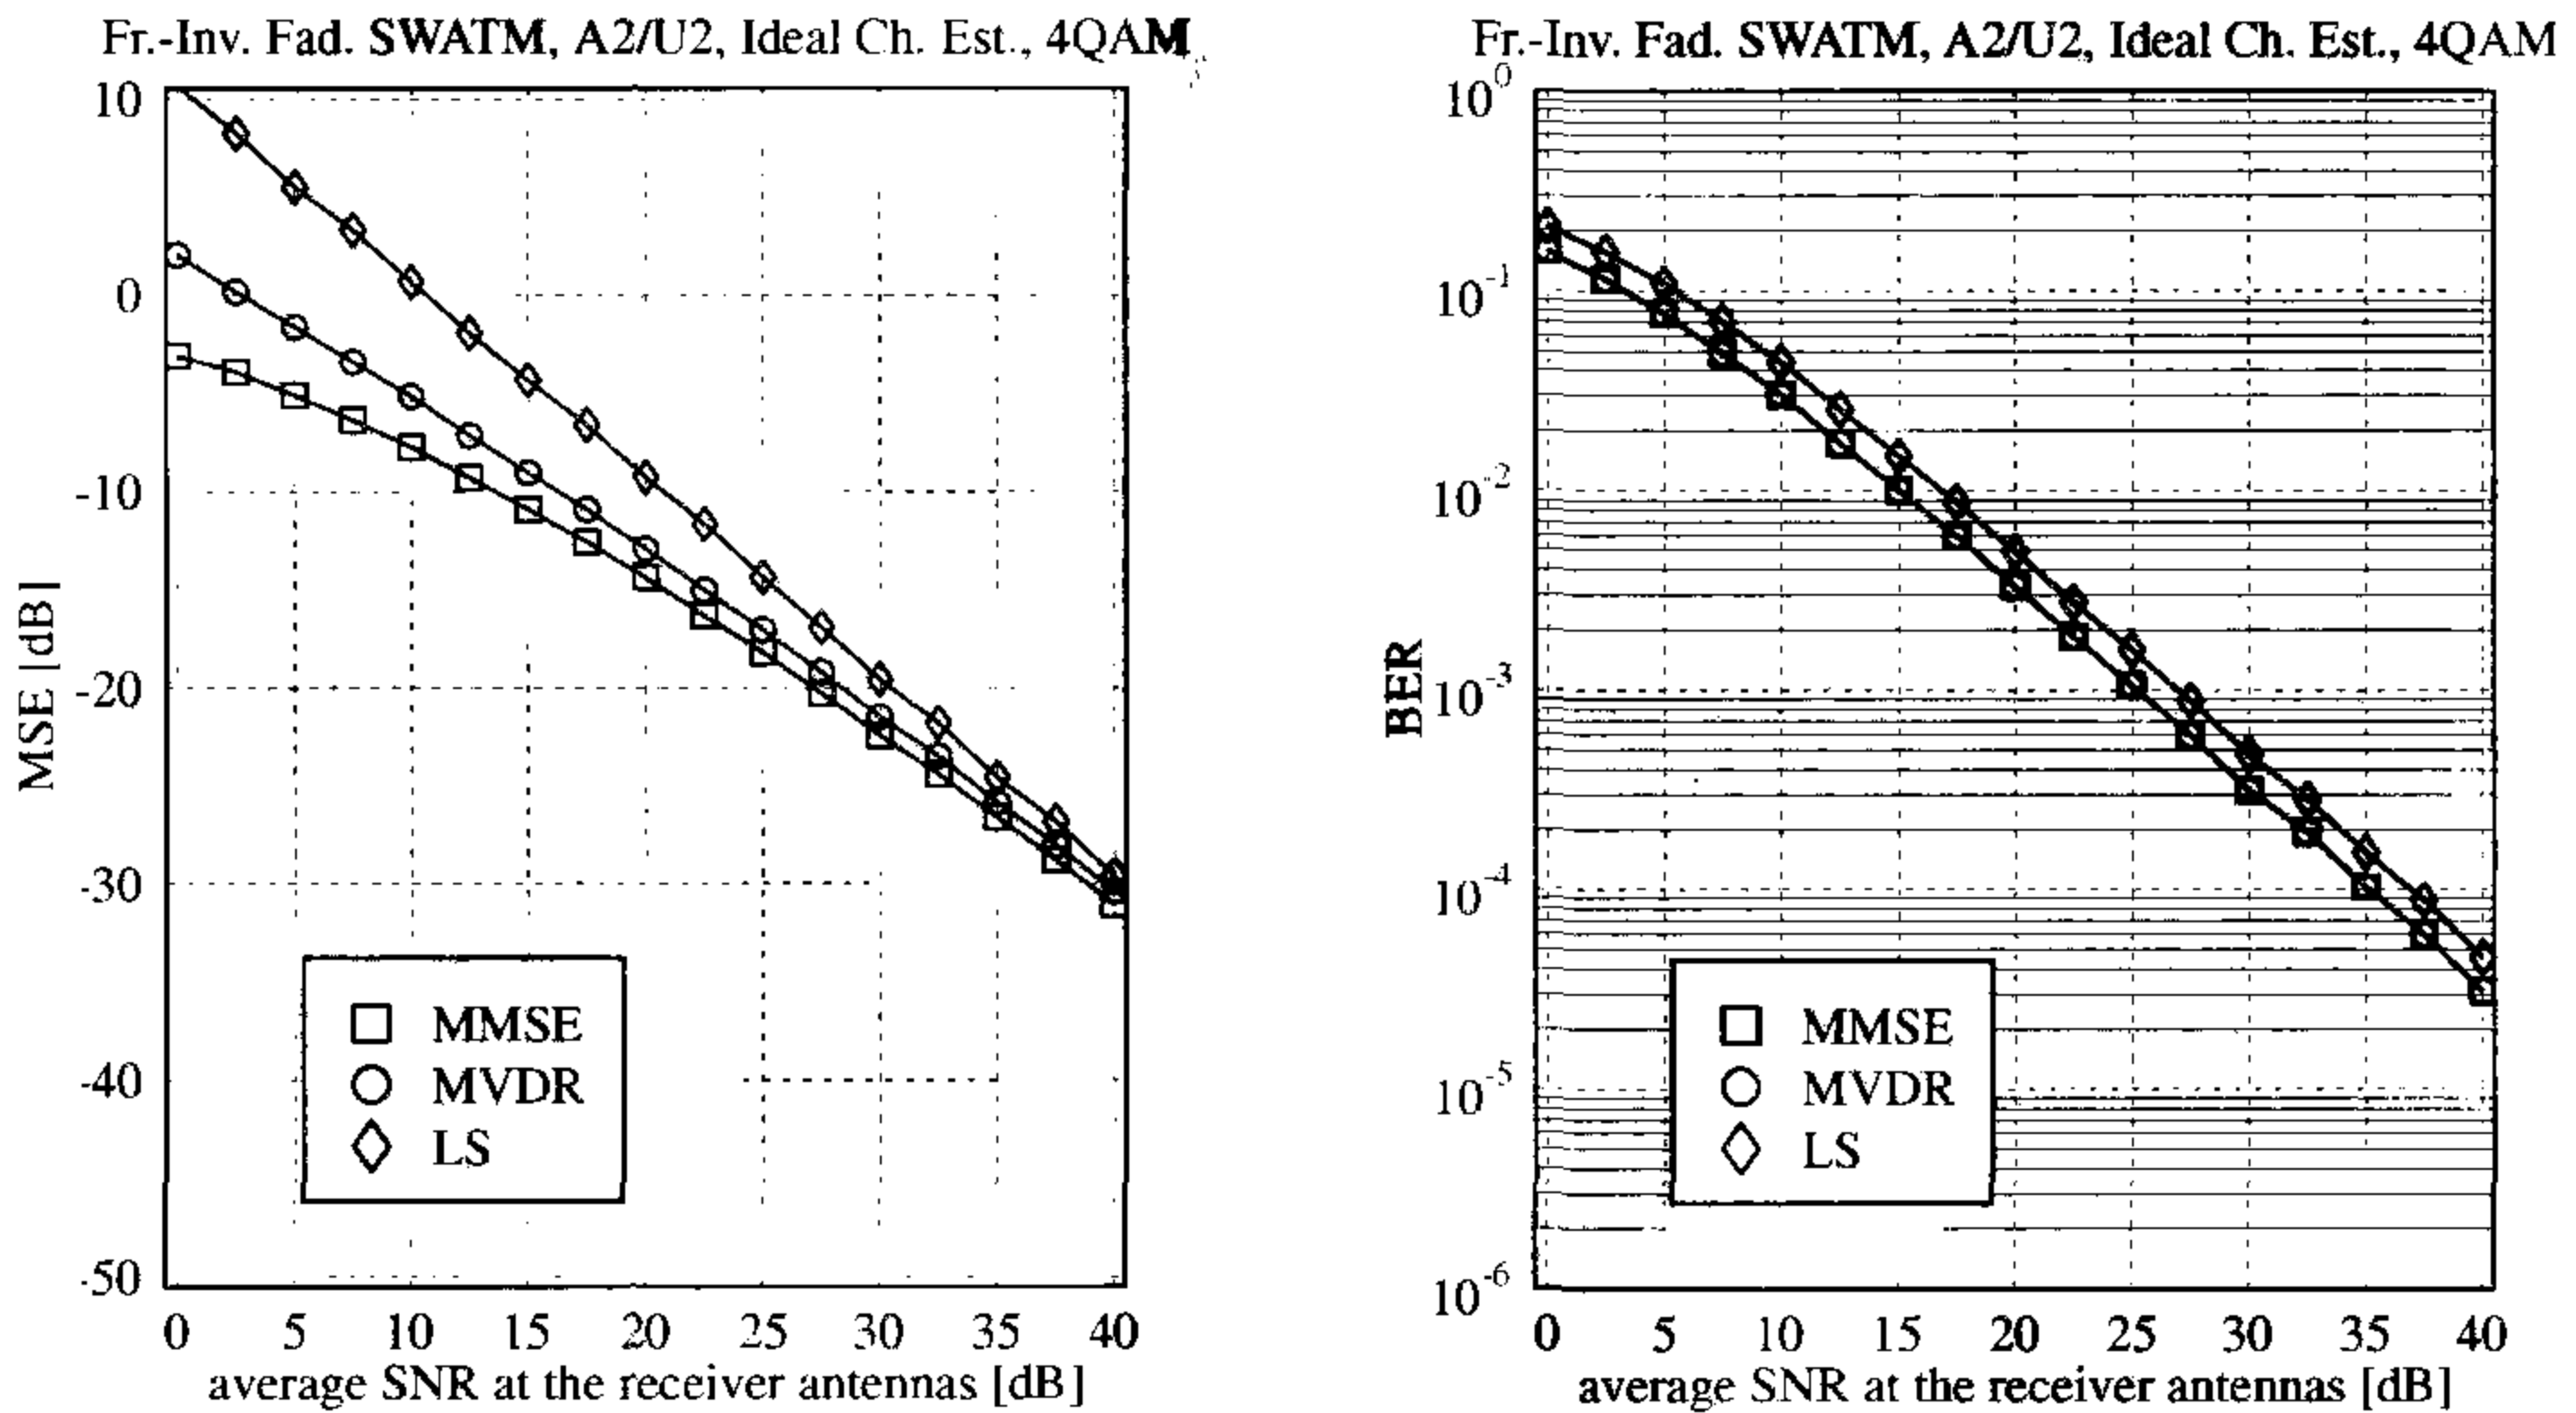 Fr.-Inv. Fad. SWATM, A2/U2, Ideal Ch. Est., 4QAM
10
0
-10
-20
-30
-40
-50
MSE [dB]
0 5 10 15 20 25 30 35 40
average SNR at the receiver antennas [dB]
MMSE
MVDR
LS
Fr.-Inv. Fad. SWATM, A2/U2, Ideal Ch. Est., 4QAM
10^0
10^-1
10^-2
10^-3
10^-4
10^-5
10^-6
BER
0 5 10 15 20 25 30 35 40
average SNR at the receiver antennas [dB]
MMSE
MVDR
LS